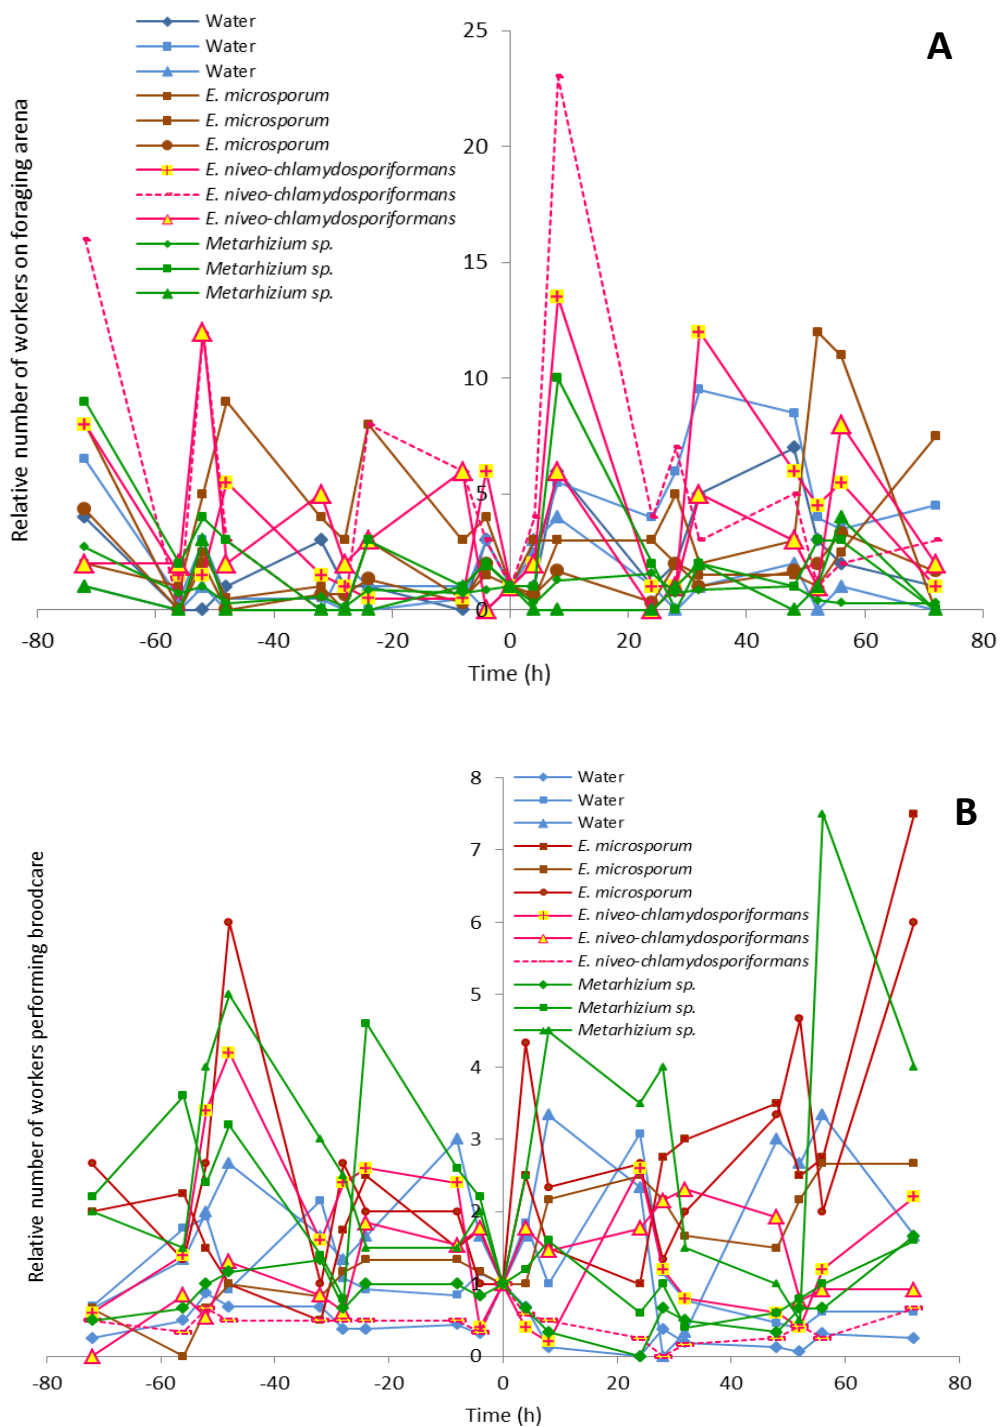 A
Relative number of workers on foraging arena
Water
Water
Water
E. microsporum
E. microsporum
E. microsporum
E. niveo-chlamydosporiformans
E. niveo-chlamydosporiformans
E. niveo-chlamydosporiformans
Metarhizium sp.
Metarhizium sp.
Metarhizium sp.
25
20
15
10
5
0
-80 -60 -40 -20 0 20 40 60 80
Time (h)
B
Relative number of workers performing broodcare
8
7
6
5
4
3
2
1
0
Water
Water
Water
E. microsporum
E. microsporum
E. microsporum
E. niveo-chlamydosporiformans
E. niveo-chlamydosporiformans
E. niveo-chlamydosporiformans
Metarhizium sp.
Metarhizium sp.
Metarhizium sp.
-80 -60 -40 -20 0 20 40 60 80
Time (h)